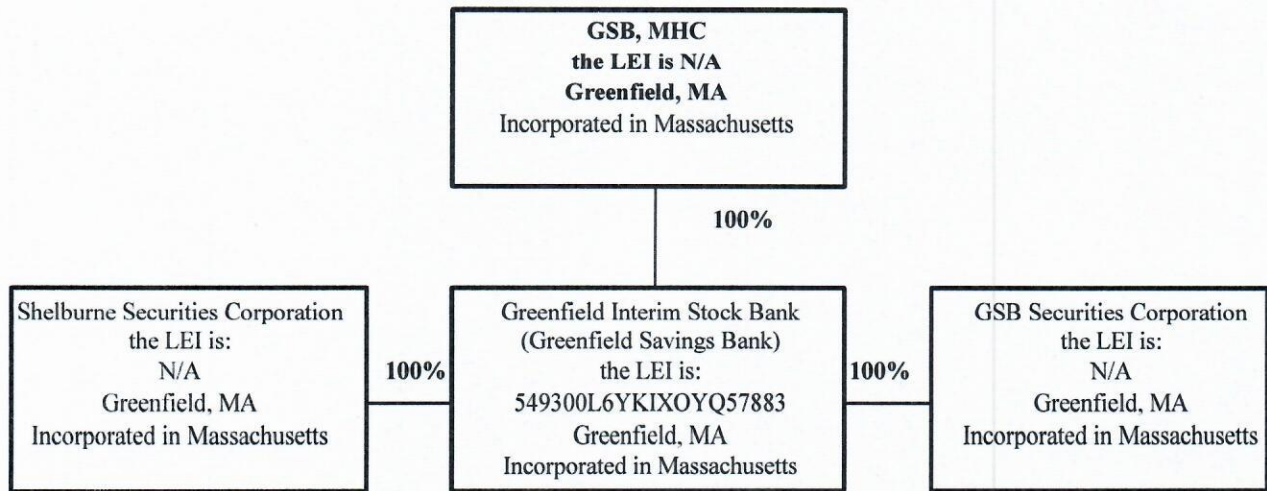 GSB, MHC
the LEI is N/A
Greenfield, MA
Incorporated in Massachusetts
100%
Shelburne Securities Corporation
the LEI is:
N/A
Greenfield, MA
Incorporated in Massachusetts
100%
Greenfield Interim Stock Bank
(Greenfield Savings Bank)
the LEI is:
549300L6YKIXOYQ57883
Greenfield, MA
Incorporated in Massachusetts
100%
GSB Securities Corporation
the LEI is:
N/A
Greenfield, MA
Incorporated in Massachusetts